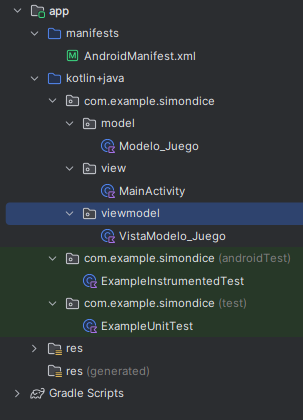 app
manifests
AndroidManifest.xml
kotlin+java
com.example.simondice
model
Modelo_Juego
view
MainActivity
viewmodel
VistaModelo_Juego
com.example.simondice (androidTest)
ExampleInstrumentedTest
com.example.simondice (test)
ExampleUnitTest
res
res (generated)
Gradle Scripts